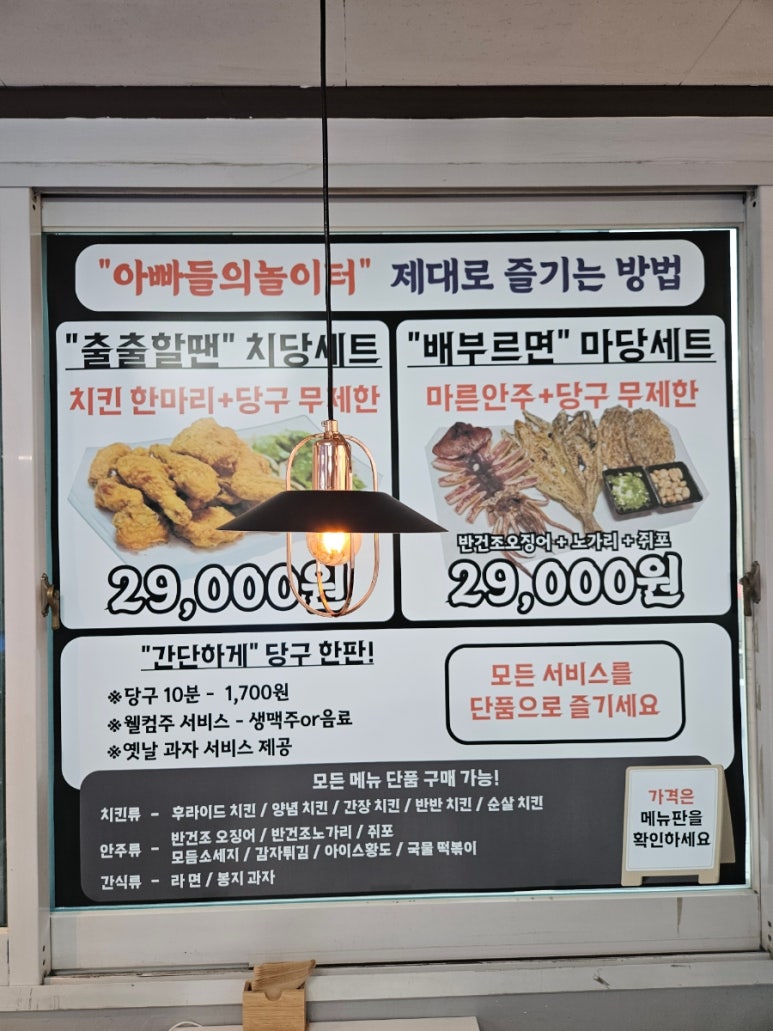 "아빠들의놀이터" 제대로 즐기는 방법
"출출할땐" 치당세트
치킨 한마리+당구 무제한
29,000원
"배부르면" 마당세트
마른안주+당구 무제한
반건조오징어+노가리+쥐포
29,000원
"간단하게" 당구 한판!
※당구 10분 - 1,700원
※웰컴주 서비스 - 생맥주or음료
※옛날 과자 서비스 제공
모든 서비스를
단품으로 즐기세요
모든 메뉴 단품 구매 가능!
치킨류 - 후라이드 치킨 / 양념 치킨 / 간장 치킨 / 반반 치킨 / 순살 치킨
안주류 - 반건조 오징어 / 반건조노가리 / 쥐포
모듬소세지 / 감자튀김 / 아이스황도 / 국물 떡볶이
간식류 - 라면 / 봉지 과자
가격은
메뉴판을
확인하세요